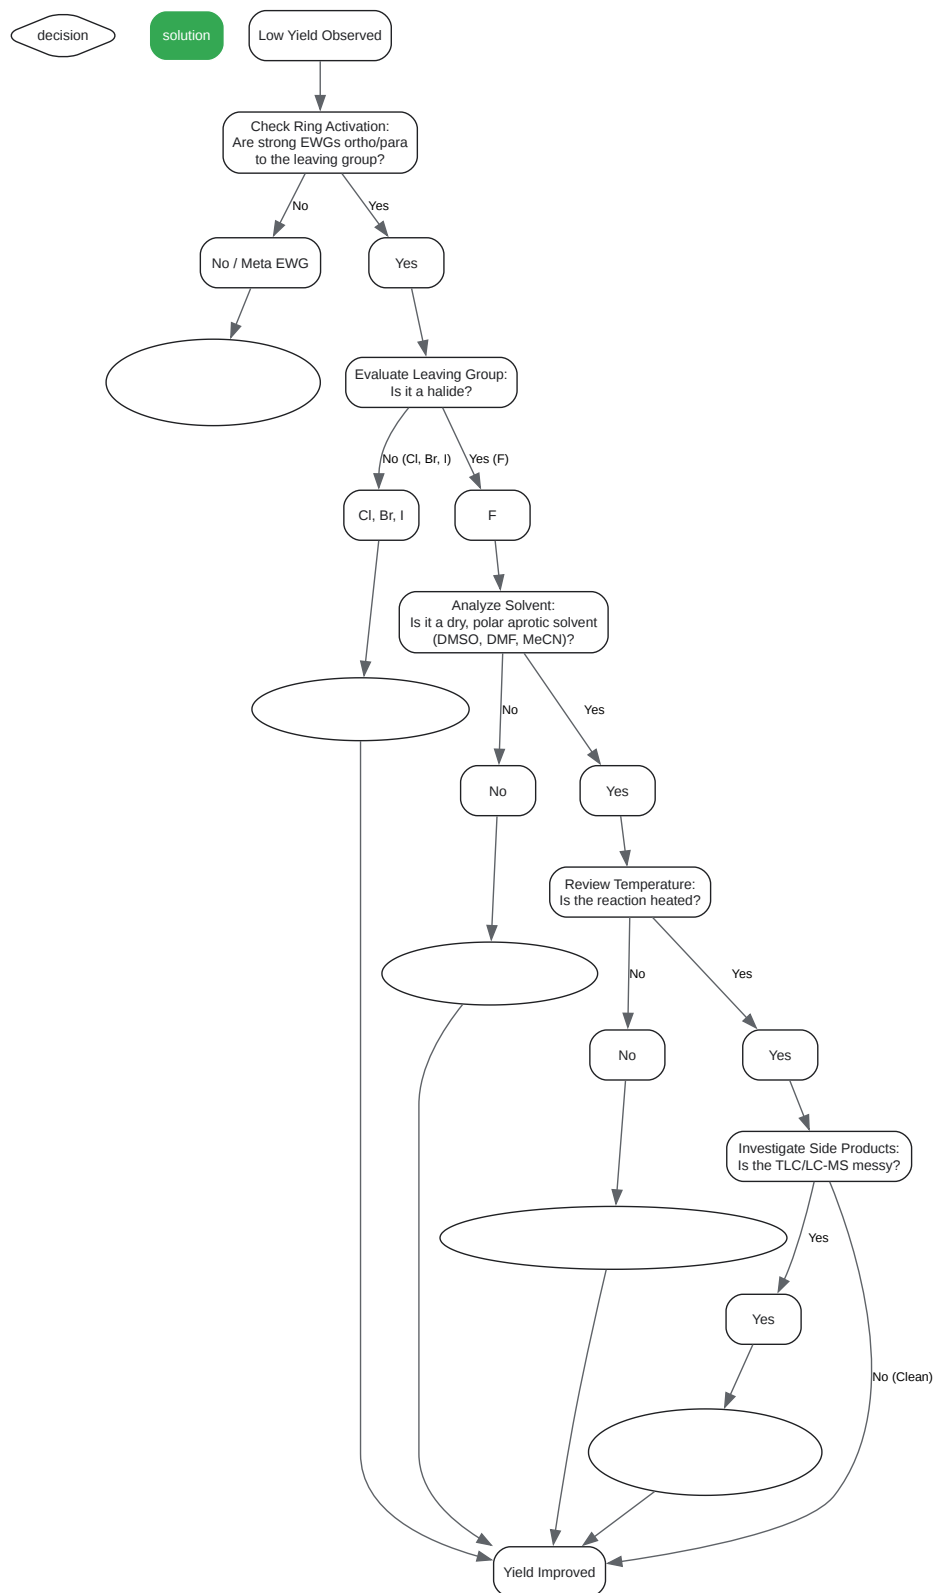 decision
solution
Low Yield Observed
Check Ring Activation:
Are strong EWGs ortho/para
to the leaving group?
No
Yes
No / Meta EWG
Yes
Evaluate Leaving Group:
Is it a halide?
No (Cl, Br, I)
Yes (F)
Cl, Br, I
F
Analyze Solvent:
Is it a dry, polar aprotic solvent
(DMSO, DMF, MeCN)?
No
Yes
No
Yes
Review Temperature:
Is the reaction heated?
No
Yes
No
Yes
Investigate Side Products:
Is the TLC/LC-MS messy?
Yes
Yes
No (Clean)
Yield Improved